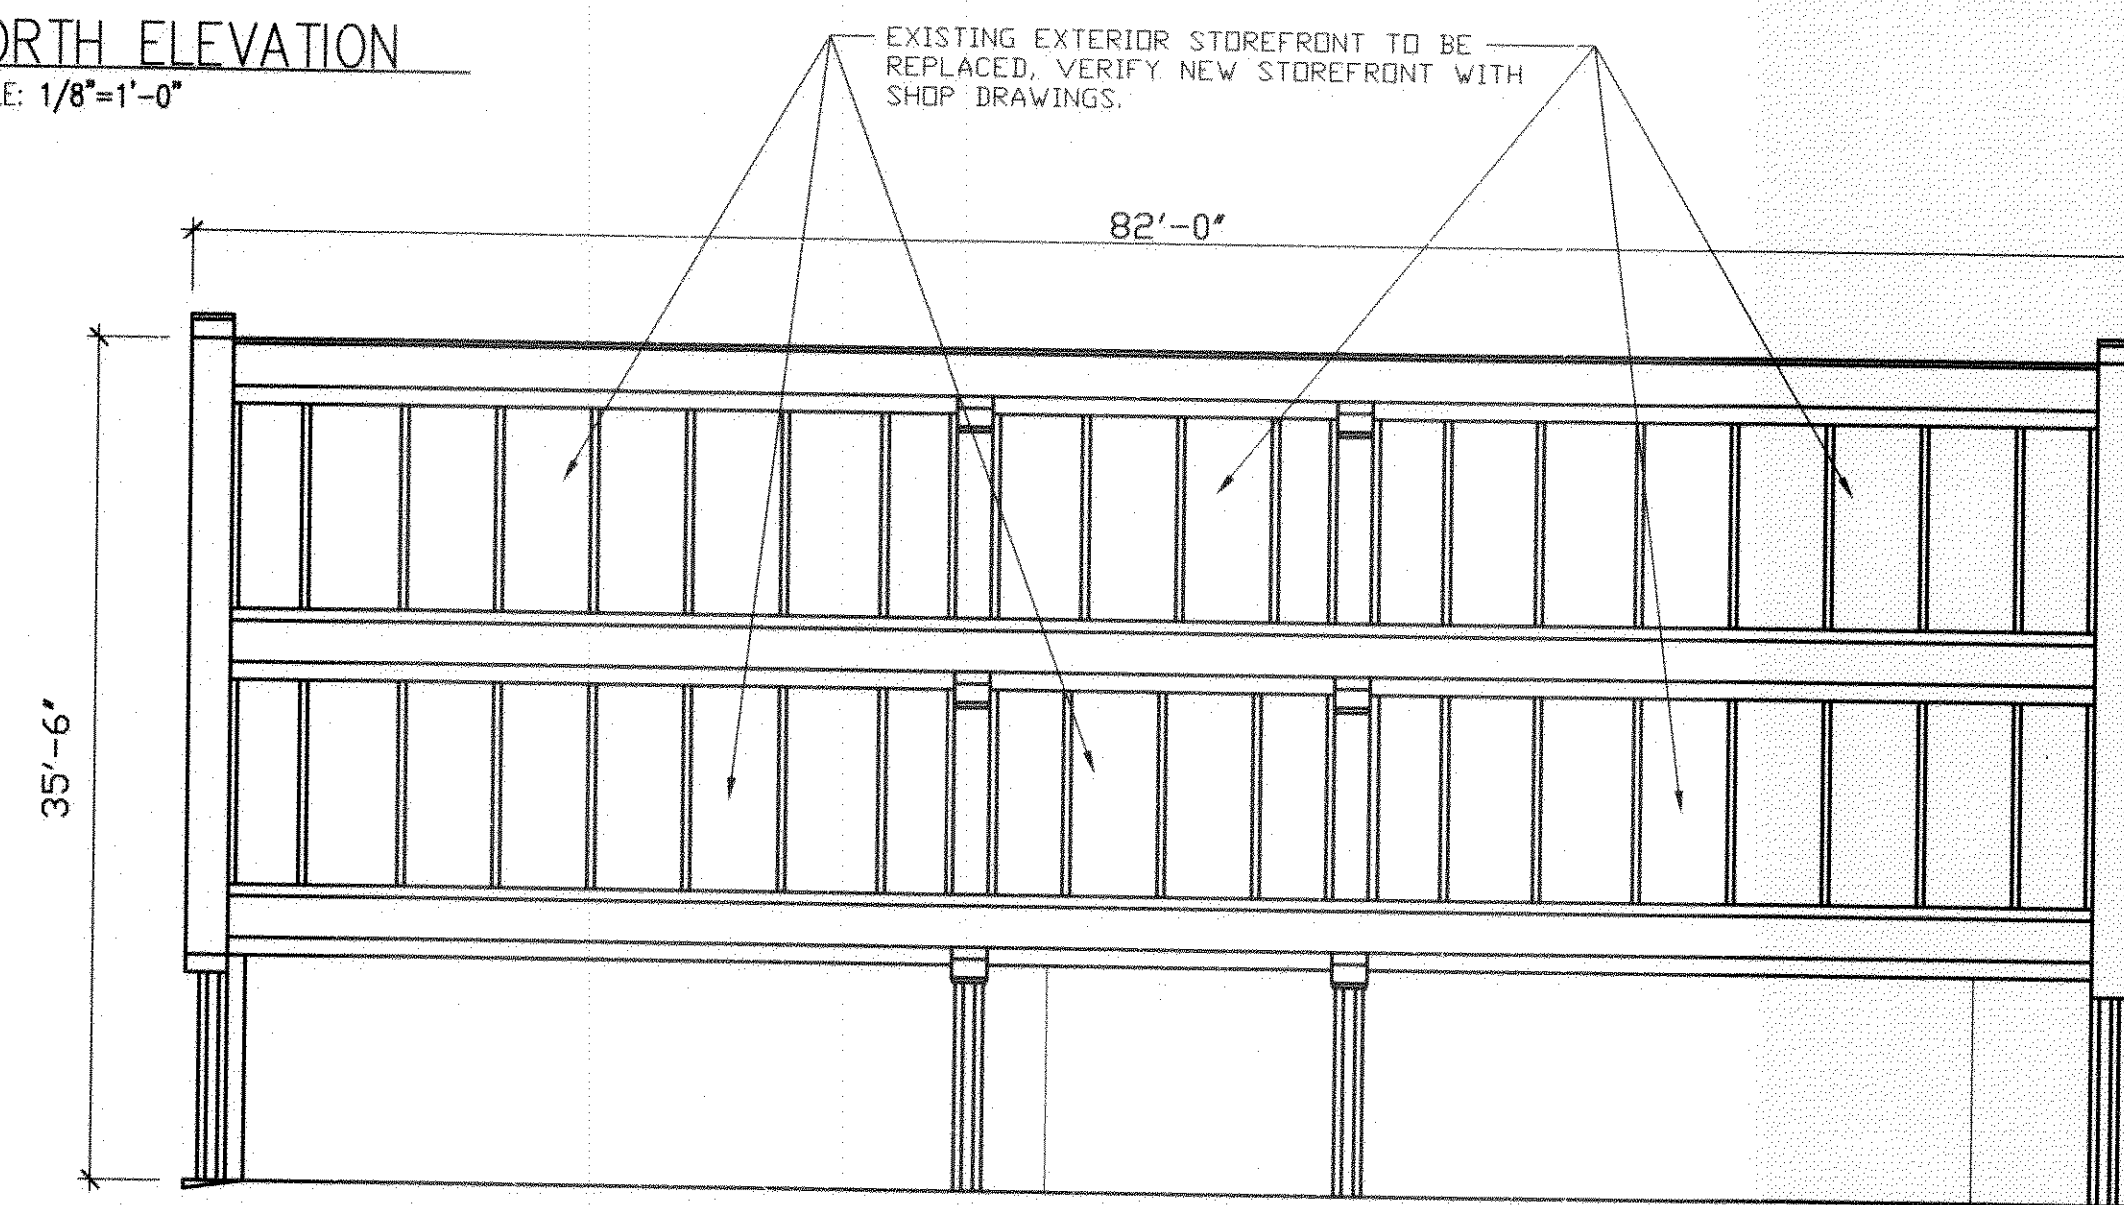 ORTH ELEVATION
LE: 1/8"=1'-0"
EXISTING EXTERIOR STOREFRONT TO BE
REPLACED, VERIFY NEW STOREFRONT WITH
SHOP DRAWINGS.
82'-0"
35'-6"